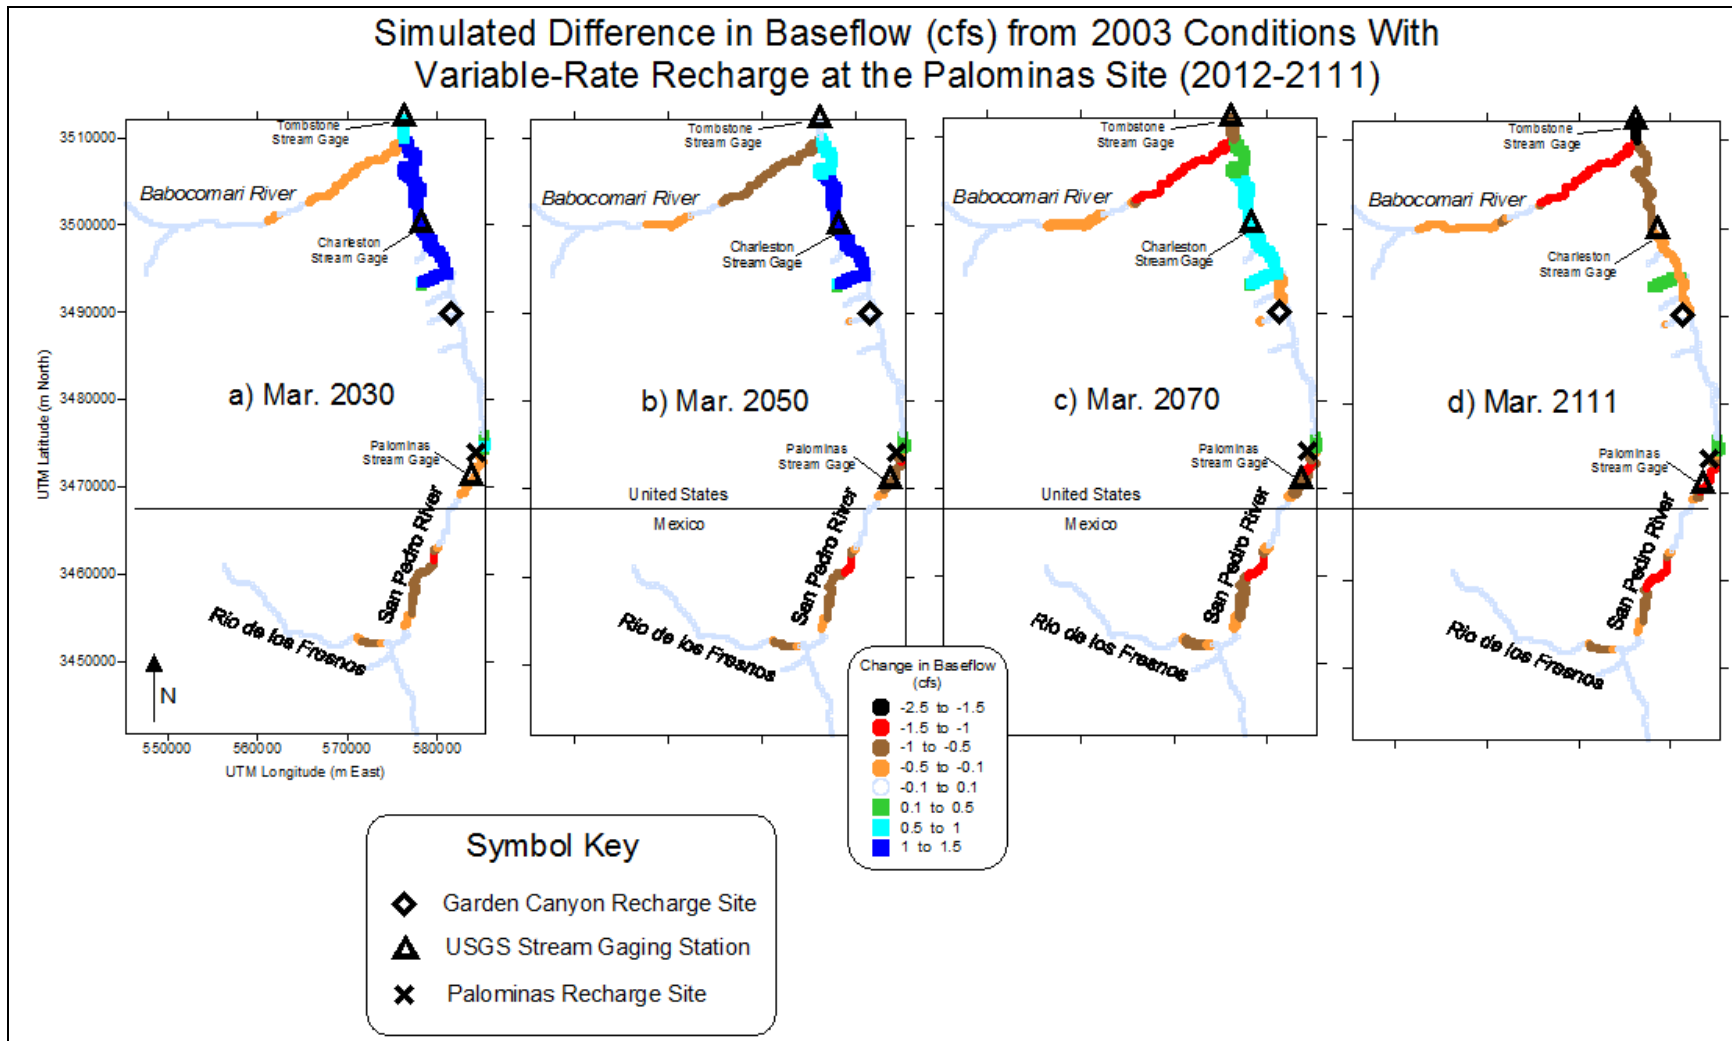 Simulated Difference in Baseflow (cfs) from 2003 Conditions With
Variable-Rate Recharge at the Palominas Site (2012-2111)
UTM Latitude (m North)
3510000
3500000
3490000
3480000
3470000
3460000
3450000
Tombstone
Stream Gage
Babocomari River
Charleston
Stream Gage
a) Mar. 2030
Palominas
Stream Gage
San Pedro River
Rio de los Fresnos
N
550000 560000 570000 580000
UTM Longitude (m East)
Tombstone
Stream Gage
Babocomari River
Charleston
Stream Gage
b) Mar. 2050
Palominas
Stream Gage
United States
Mexico
San Pedro River
Rio de los Fresnos
Tombstone
Stream Gage
Babocomari River
Charleston
Stream Gage
c) Mar. 2070
Palominas
Stream Gage
United States
Mexico
San Pedro River
Rio de los Fresnos
Tombstone
Stream Gage
Babocomari River
Charleston
Stream Gage
d) Mar. 2111
Palominas
Stream Gage
San Pedro River
Rio de los Fresnos
Change in Baseflow
(cfs)
-2.5 to -1.5
-1.5 to -1
-1 to -0.5
-0.5 to -0.1
-0.1 to 0.1
0.1 to 0.5
0.5 to 1
1 to 1.5
Symbol Key
Garden Canyon Recharge Site
USGS Stream Gaging Station
Palominas Recharge Site